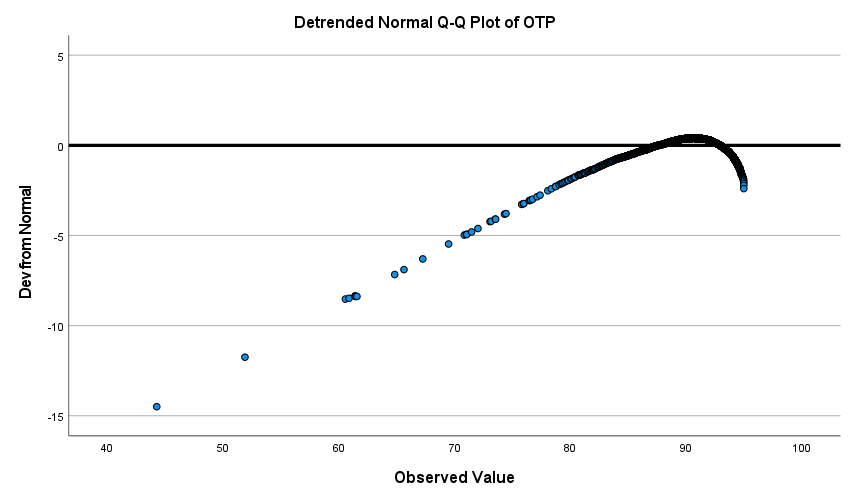 Detrended Normal Q-Q Plot of OTP
5
0
-5
-10
-15
Dev from Normal
40 50 60 70 80 90 100
Observed Value